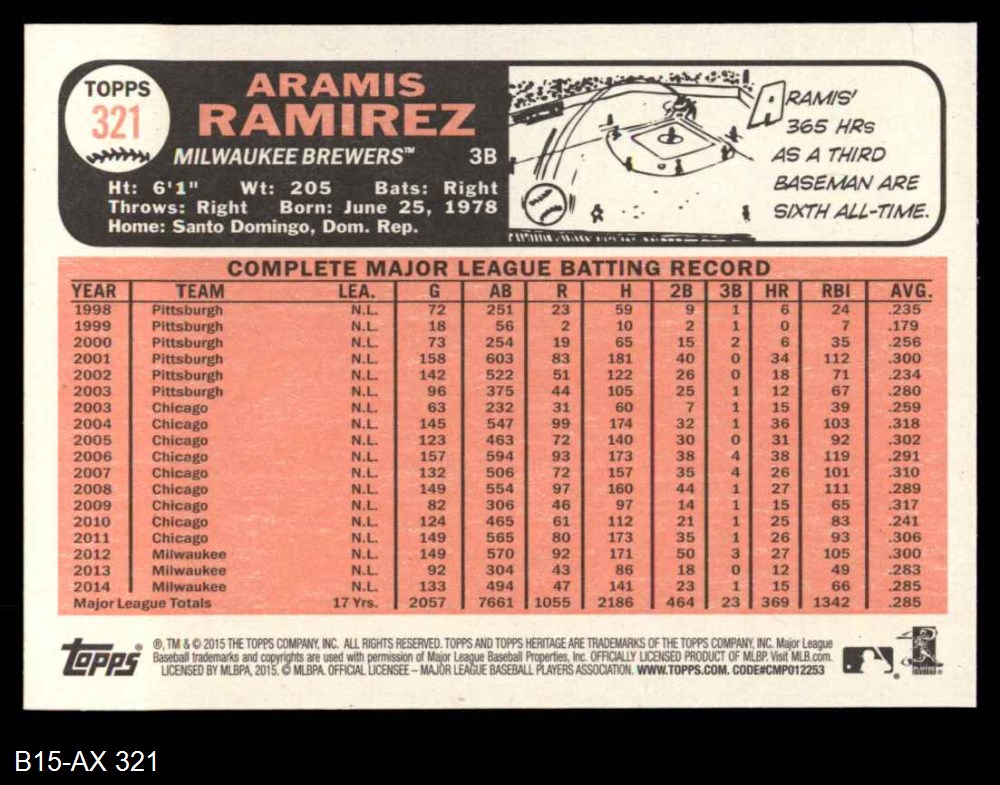 TOPPS
321
ARAMIS
RAMIREZ
MILWAUKEE BREWERS™ 3B
Ht: 6'1" Wt: 205 Bats: Right
Throws: Right Born: June 25, 1978
Home: Santo Domingo, Dom. Rep.
ARAMIS'
365 HRs
AS A THIRD
BASEMAN ARE
SIXTH ALL-TIME.
COMPLETE MAJOR LEAGUE BATTING RECORD
YEAR TEAM LEA. G AB R H 2B 3B HR RBI AVG.
1998 Pittsburgh N.L. 72 251 23 59 9 1 6 24 .235
1999 Pittsburgh N.L. 18 56 2 10 2 1 0 7 .179
2000 Pittsburgh N.L. 73 254 19 65 15 2 6 35 .256
2001 Pittsburgh N.L. 158 603 83 181 40 0 34 112 .300
2002 Pittsburgh N.L. 142 522 51 122 26 0 18 71 .234
2003 Pittsburgh N.L. 96 375 44 105 25 1 12 67 .280
2003 Chicago N.L. 63 232 31 60 7 1 15 39 .259
2004 Chicago N.L. 145 547 99 174 32 1 36 103 .318
2005 Chicago N.L. 123 463 72 140 30 0 31 92 .302
2006 Chicago N.L. 157 594 93 173 38 4 38 119 .291
2007 Chicago N.L. 132 506 72 157 35 4 26 101 .310
2008 Chicago N.L. 149 554 97 160 44 1 27 111 .289
2009 Chicago N.L. 82 306 46 97 14 1 15 65 .317
2010 Chicago N.L. 124 465 61 112 21 1 25 83 .241
2011 Chicago N.L. 149 565 80 173 35 1 26 93 .306
2012 Milwaukee N.L. 149 570 92 171 50 3 27 105 .300
2013 Milwaukee N.L. 92 304 43 86 18 0 12 49 .283
2014 Milwaukee N.L. 133 494 47 141 23 1 15 66 .285
Major League Totals 17 Yrs. 2057 7661 1055 2186 464 23 369 1342 .285
Topps®
®, TM & © 2015 THE TOPPS COMPANY, INC. ALL RIGHTS RESERVED. TOPPS AND TOPPS HERITAGE ARE TRADEMARKS OF THE TOPPS COMPANY, INC. Major League
Baseball trademarks and copyrights are used with permission of Major League Baseball Properties, Inc. OFFICIALLY LICENSED PRODUCT OF MLBP. Visit MLB.com.
LICENSED BY MLBPA, 2015. © MLBPA. OFFICIAL LICENSEE – MAJOR LEAGUE BASEBALL PLAYERS ASSOCIATION. WWW.TOPPS.COM. CODE#CMP012253
B15-AX 321